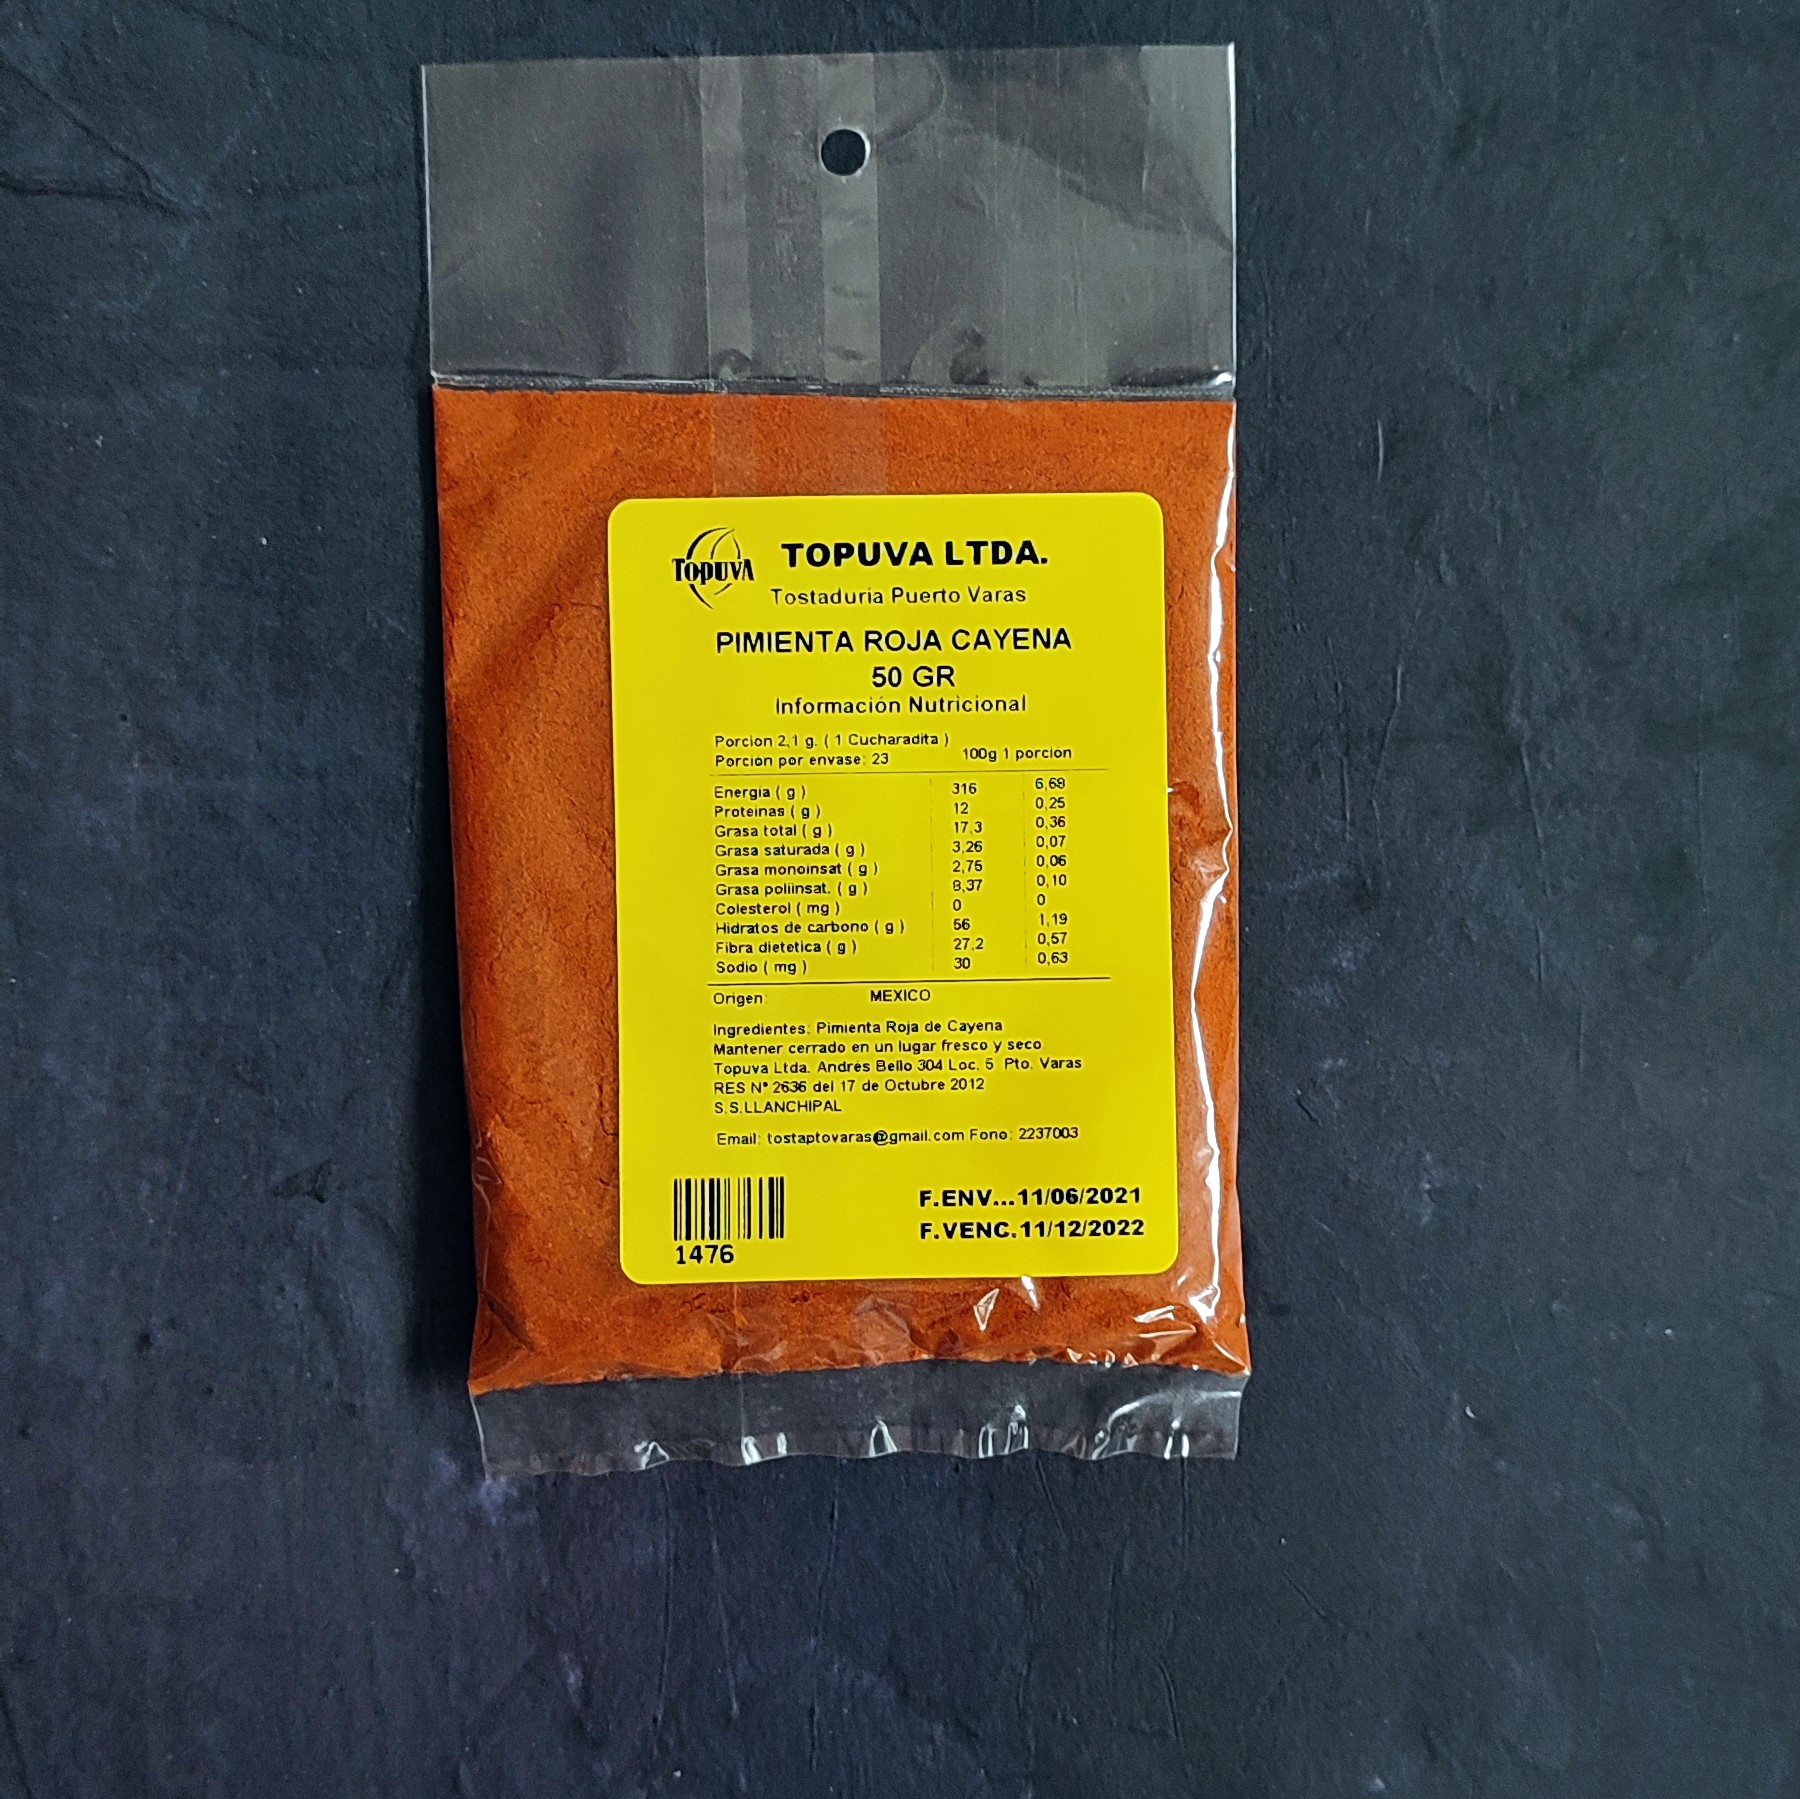 TOPUVA TOPUVA LTDA.
Tostaduria Puerto Varas
PIMIENTA ROJA CAYENA
50 GR
Información Nutricional
Porcion 2,1 g. ( 1 Cucharadita )
Porción por envase: 23 100g 1 porción
Energia ( g ) 316 6,68
Proteinas ( g ) 12 0,25
Grasa total ( g ) 17,3 0,36
Grasa saturada ( g ) 3,26 0,07
Grasa monoinsat ( g ) 2,75 0,06
Grasa poliinsat. ( g ) 8,37 0,10
Colesterol ( mg ) 0 0
Hidratos de carbono ( g ) 56 1,19
Fibra dietetica ( g ) 27,2 0,57
Sodio ( mg ) 30 0,63
Origen: MEXICO
Ingredientes: Pimienta Roja de Cayena
Mantener cerrado en un lugar fresco y seco.
Topuva Ltda. Andrés Bello 304 Loc. 5 Pto. Varas
RES Nº 2636 del 17 de Octubre 2012
S.S.LLANCHIPAL
Email: tostaptovaras@gmail.com Fono: 2237003
F.ENV...11/06/2021
F.VENC.11/12/2022
1476